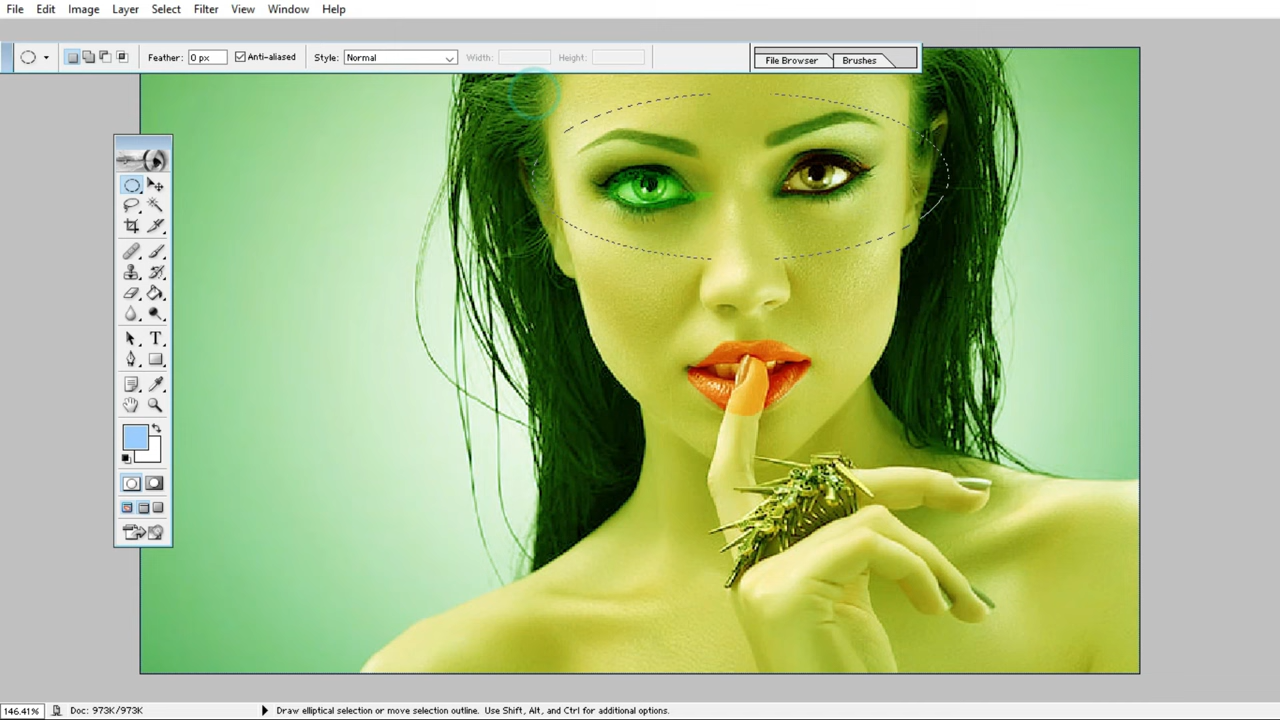 File Edit Image Layer Select Filter View Window Help
Feather: 0 px Anti-aliased Style: Normal Width: Height: File Browser Brushes
T
146.41% Doc: 973K/973K Draw elliptical selection or move selection outline. Use Shift, Alt, and Ctrl for additional options.